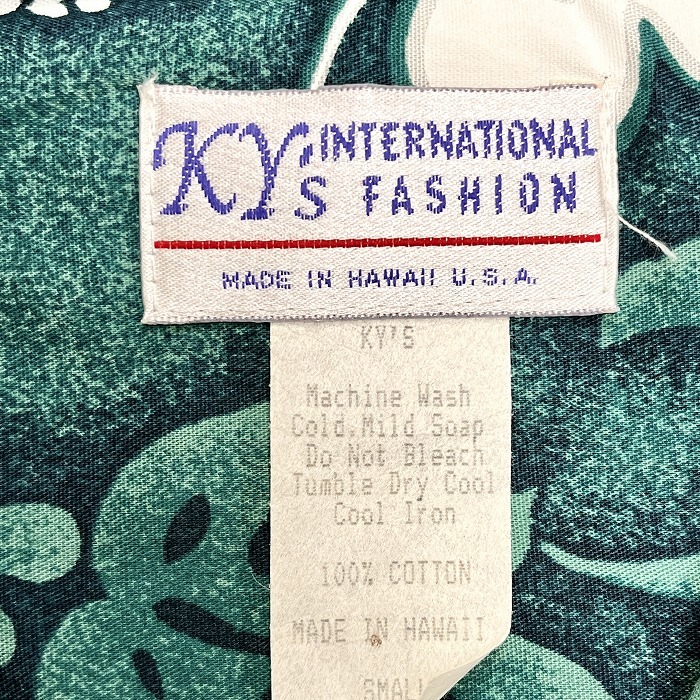 KY'S INTERNATIONAL
FASHION
MADE IN HAWAII U.S.A.
KY'S
Machine Wash
Cold.Mild Soap
Do Not Bleach
Tumble Dry Cool
Cool Iron
100% COTTON
MADE IN HAWAII
SMALL